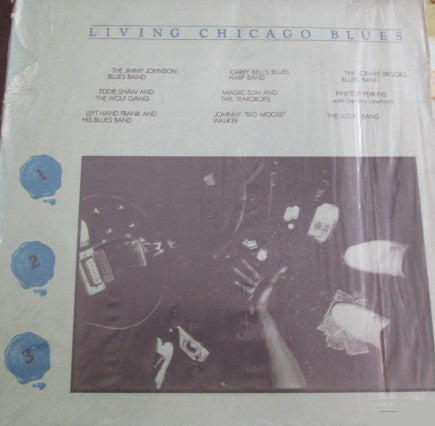 LIVING CHICAGO BLUES
THE JIMMY JOHNSON
BLUES BAND
CAREY BELL'S BLUES
HARP BAND
THE LONNIE BROOKS
BLUES BAND
EDDIE SHAW AND
THE WOLF GANG
MAGIC SLIM AND
THE TEARDROPS
PINETOP PERKINS
with Sammy Lawhorn
LEFT HAND FRANK AND
HIS BLUES BAND
JOHNNY "BIG MOOSE"
WALKER
THE S.O.B. BAND
1
2
3